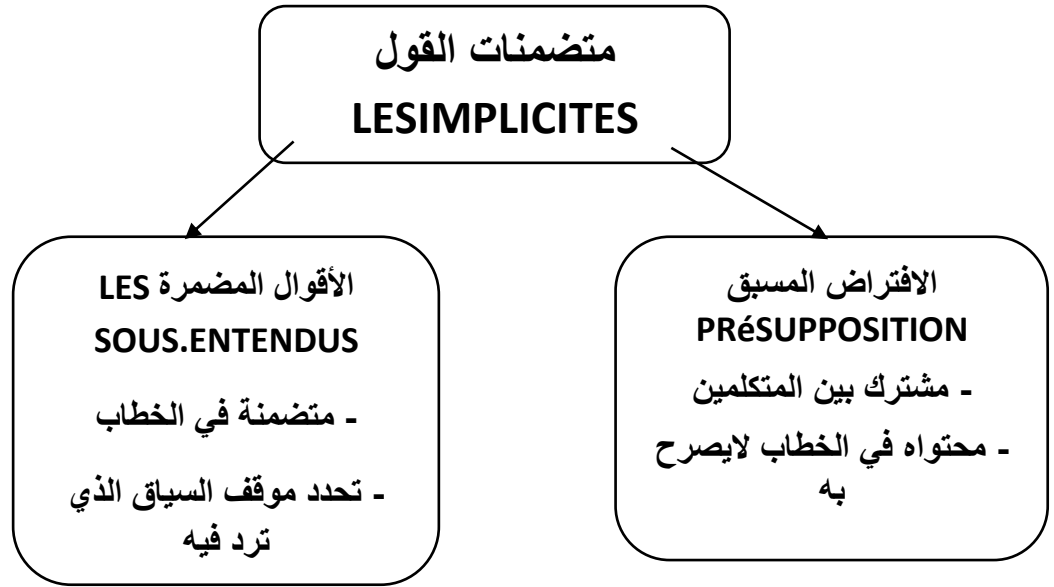 متضمنات القول
LESIMPLICITES
الافتراض المسبق
PRéSUPPOSITION
- مشترك بين المتكلمين
- محتواه في الخطاب لايصرح
به
الأقوال المضمرة LES
SOUS.ENTENDUS
- متضمنة في الخطاب
- تحدد موقف السياق الذي
ترد فيه